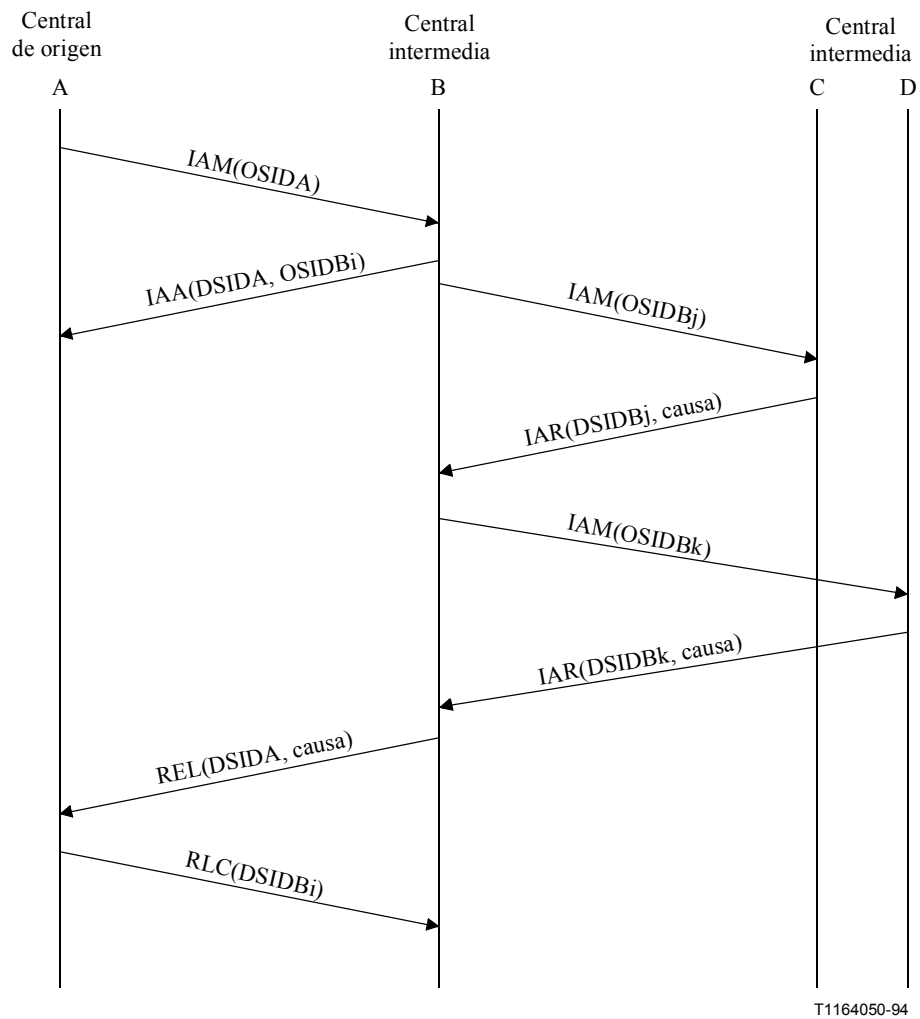 Central
de origen
A
Central
intermedia
B
Central
intermedia
C D
IAM(OSIDA)
IAA(DSIDA, OSIDBi)
IAM(OSIDBj)
IAR(DSIDBj, causa)
IAM(OSIDBk)
IAR(DSIDBk, causa)
REL(DSIDA, causa)
RLC(DSIDBi)
T1164050-94